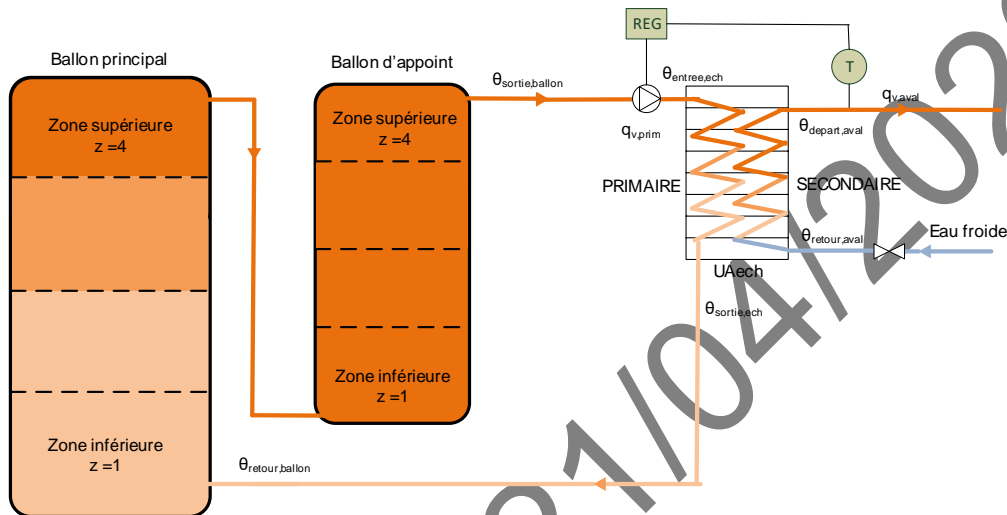 REG
Ballon principal
Ballon d'appoint
θsortie,ballon
θentree,ech
T
qv,aval
Zone supérieure
z =4
Zone supérieure
z =4
qv,prim
θdepart,aval
PRIMAIRE
SECONDAIRE
θretour,aval
Eau froide
UAech
θsortie,ech
Zone inférieure
z =1
Zone inférieure
z =1
θretour,ballon